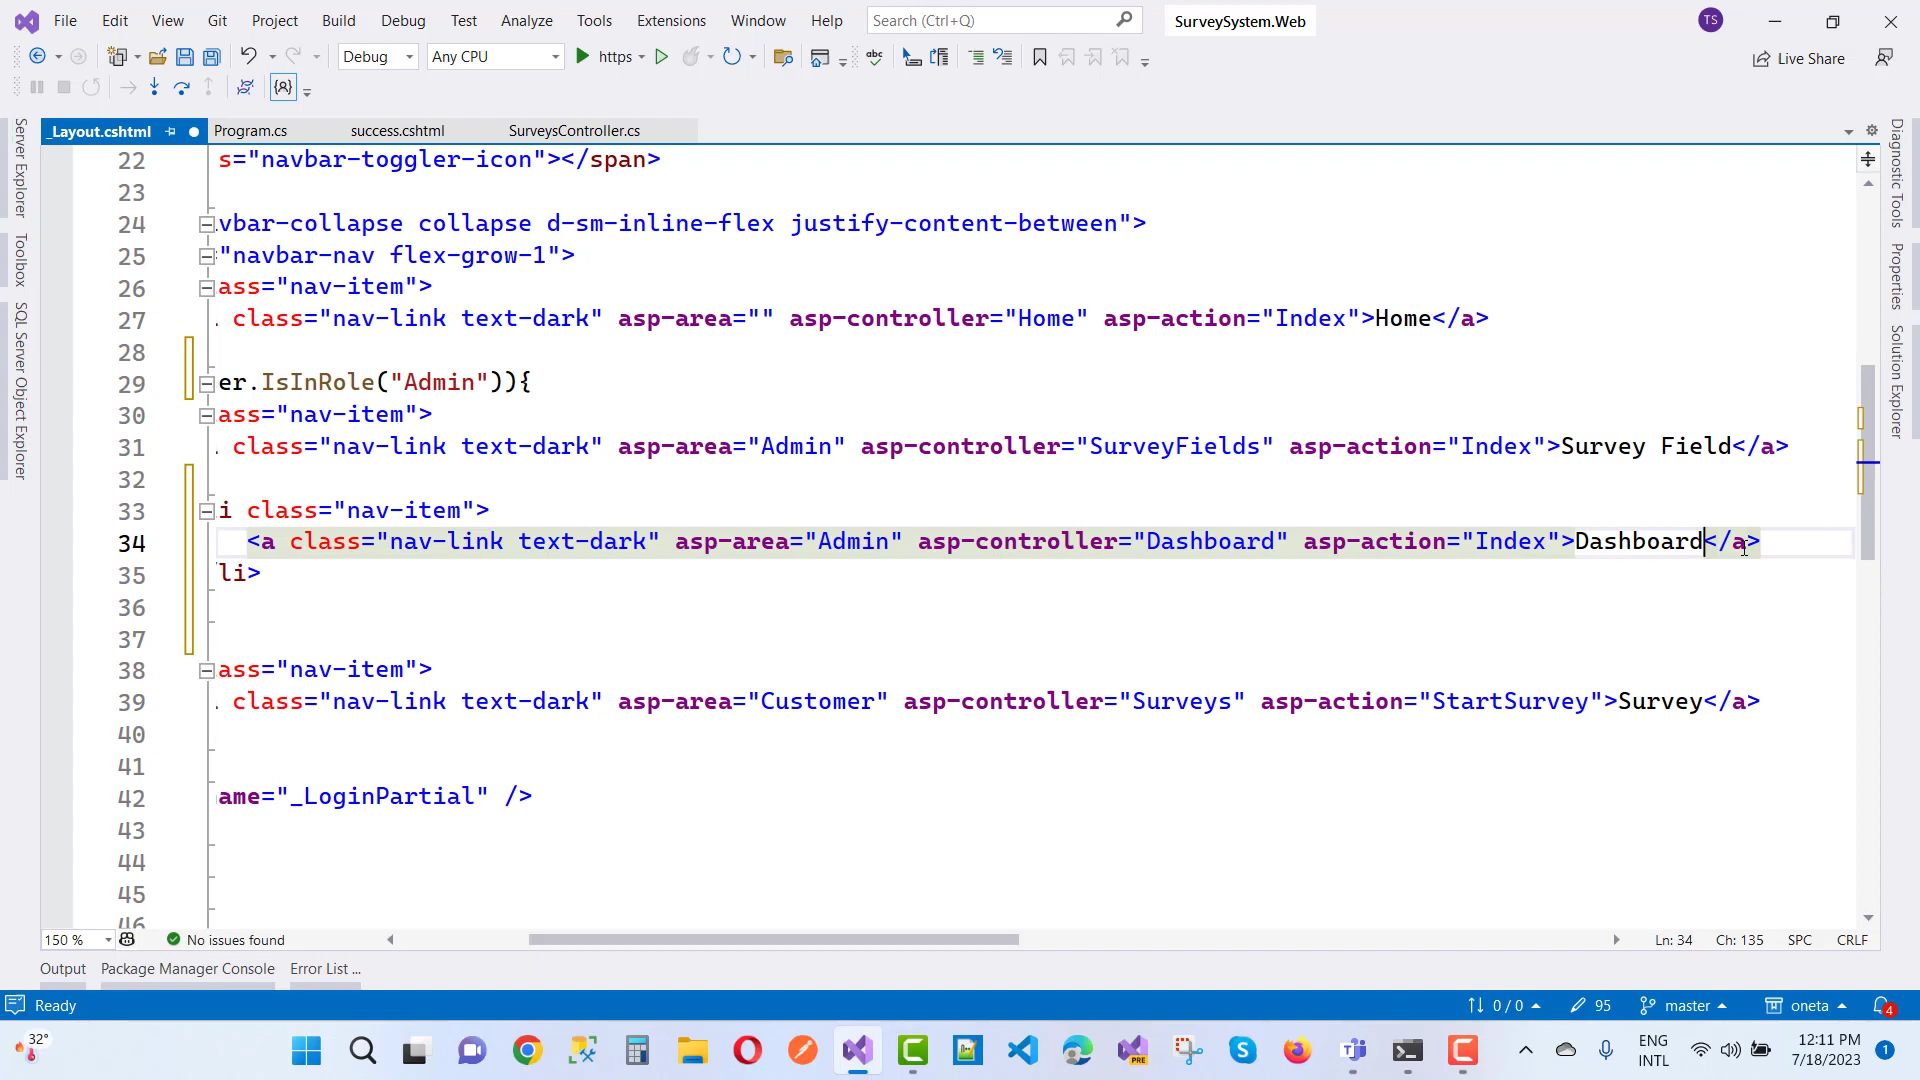 File Edit View Git Project Build Debug Test Analyze Tools Extensions Window Help Search (Ctrl+Q) SurveySystem.Web TS
Debug Any CPU https abc Live Share
_Layout.cshtml Program.cs success.cshtml SurveysController.cs
Server Explorer
Toolbox
SQL Server Object Explorer
22 s="navbar-toggler-icon"></span>
23
24 vbar-collapse collapse d-sm-inline-flex justify-content-between">
25 "navbar-nav flex-grow-1">
26 ass="nav-item">
27 class="nav-link text-dark" asp-area="" asp-controller="Home" asp-action="Index">Home</a>
28
29 er.IsInRole("Admin")){
30 ass="nav-item">
31 class="nav-link text-dark" asp-area="Admin" asp-controller="SurveyFields" asp-action="Index">Survey Field</a>
32
33 i class="nav-item">
34 <a class="nav-link text-dark" asp-area="Admin" asp-controller="Dashboard" asp-action="Index">Dashboard</a>
35 li>
36
37
38 ass="nav-item">
39 class="nav-link text-dark" asp-area="Customer" asp-controller="Surveys" asp-action="StartSurvey">Survey</a>
40
41
42 ame="_LoginPartial" />
43
44
45
46
Diagnostic Tools
Properties
Solution Explorer
150 % No issues found Ln: 34 Ch: 135 SPC CRLF
Output Package Manager Console Error List ...
Ready 0 / 0 95 master oneta 4
32° PRE ENG INTL 12:11 PM 7/18/2023 1